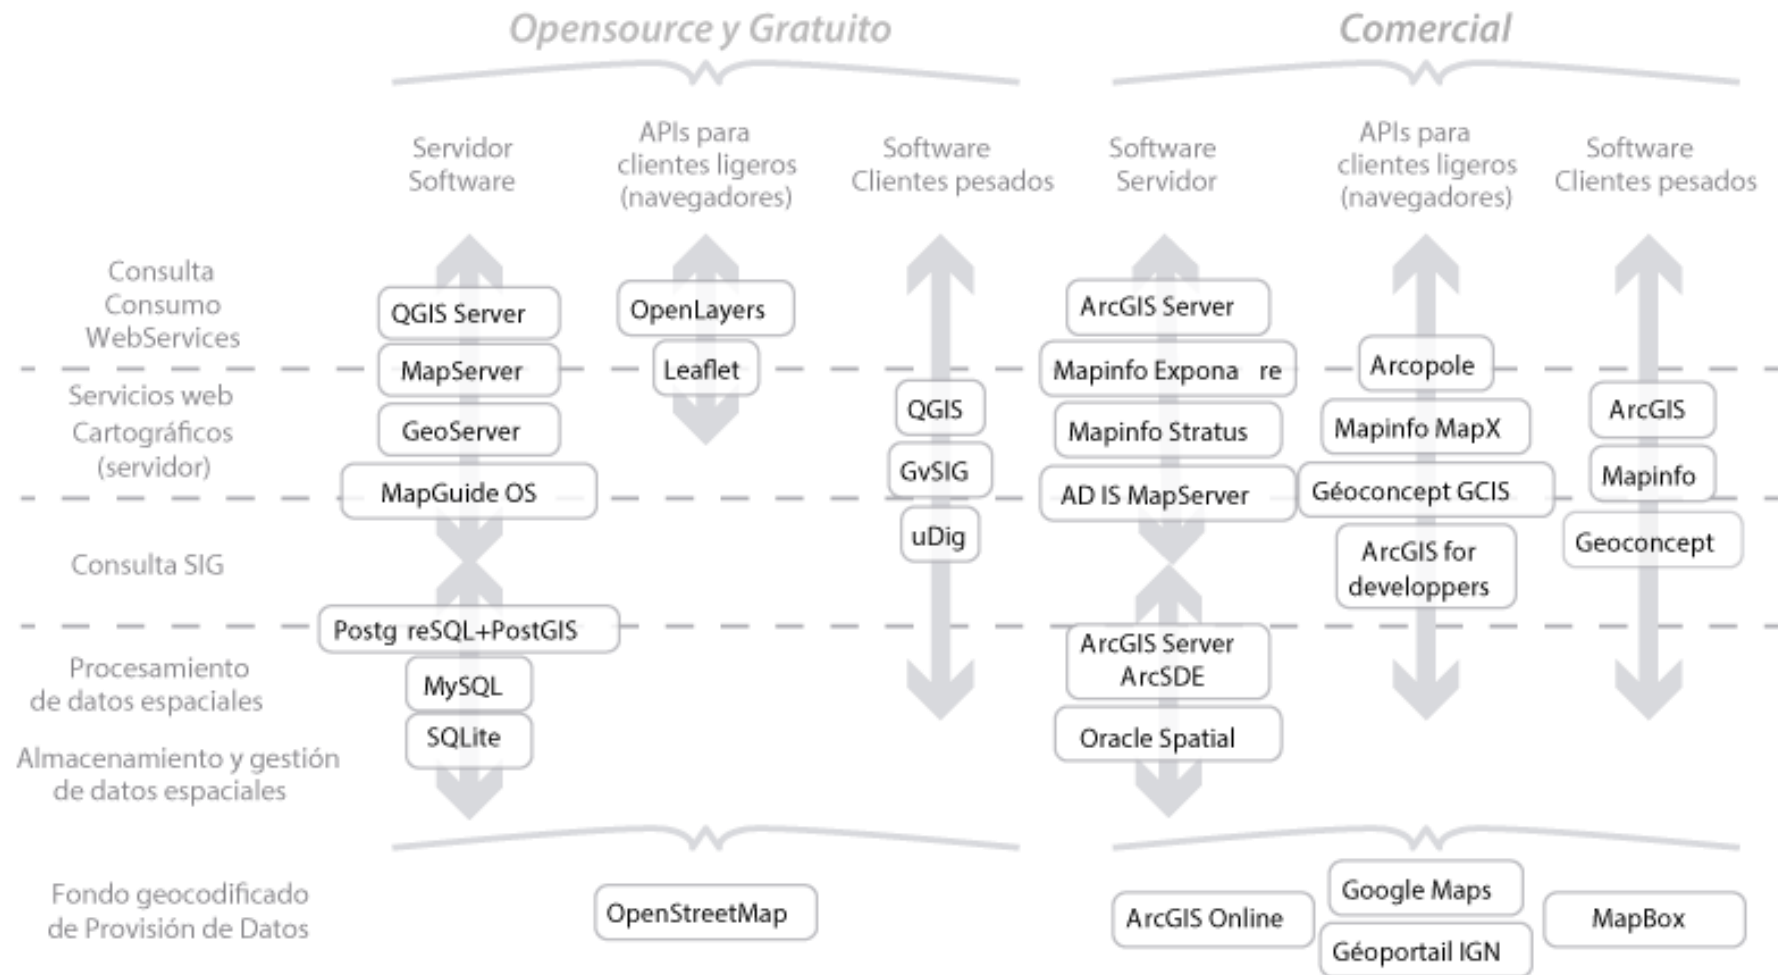 Opensource y Gratuito
Comercial
Servidor
Software
APIs para
clientes ligeros
(navegadores)
Software
Clientes pesados
Software
Servidor
APIs para
clientes ligeros
(navegadores)
Software
Clientes pesados
Consulta
Consumo
WebServices
QGIS Server
OpenLayers
ArcGIS Server
MapServer
Leaflet
Mapinfo Expona re
Arcopole
Servicios web
Cartográficos
(servidor)
GeoServer
QGIS
Mapinfo Stratus
Mapinfo MapX
ArcGIS
MapGuide OS
GvSIG
AD IS MapServer
Géoconcept GCIS
Mapinfo
Consulta SIG
uDig
ArcGIS for
developpers
Geoconcept
Postg reSQL+PostGIS
ArcGIS Server
ArcSDE
Procesamiento
de datos espaciales
MySQL
SQLite
Oracle Spatial
Almacenamiento y gestión
de datos espaciales
Fondo geocodificado
de Provisión de Datos
OpenStreetMap
ArcGIS Online
Google Maps
Géoportail IGN
MapBox